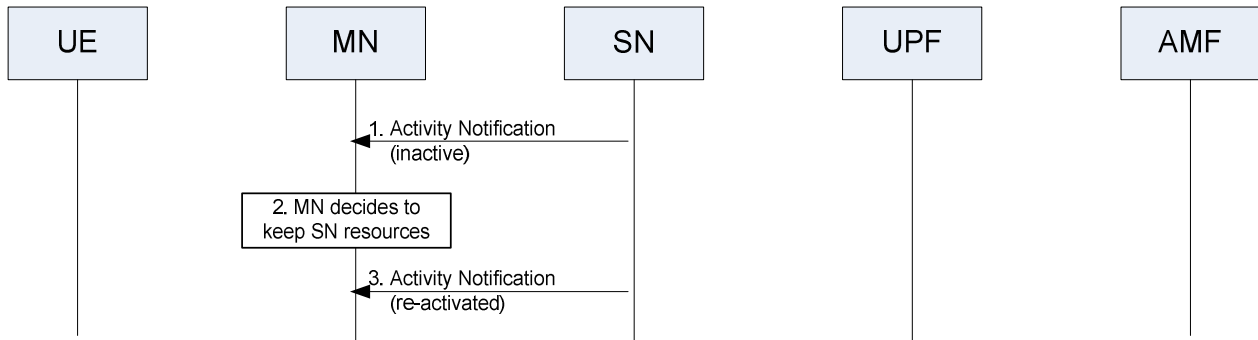 UE
MN
SN
UPF
AMF
1. Activity Notification
(inactive)
2. MN decides to
keep SN resources
3. Activity Notification
(re-activated)